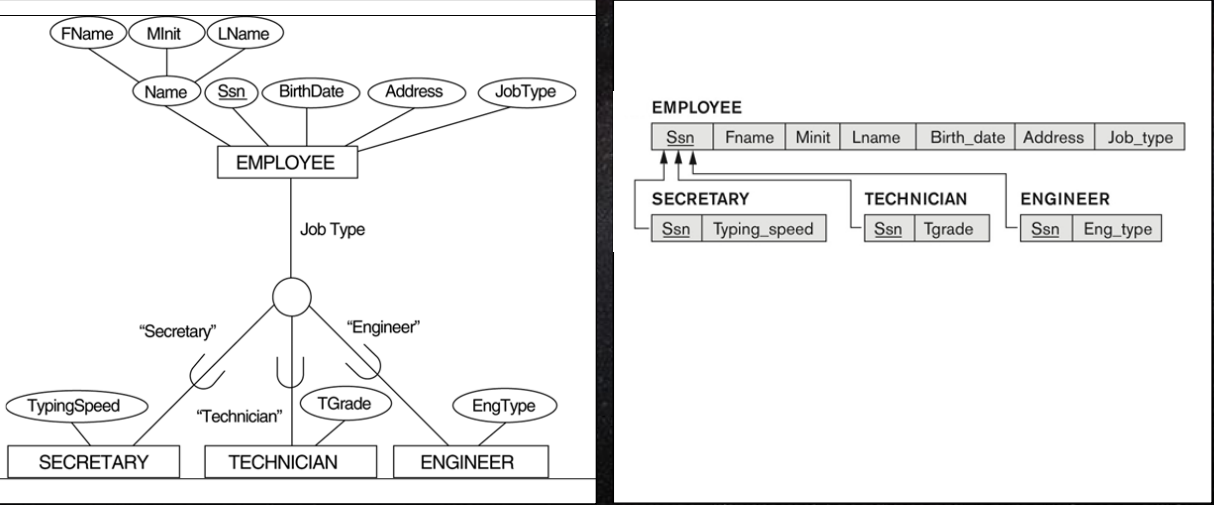 FName MInit LName
Name Ssn BirthDate Address JobType
EMPLOYEE
Job Type
"Secretary"
"Engineer"
"Technician"
TypingSpeed
TGrade
EngType
SECRETARY
TECHNICIAN
ENGINEER
EMPLOYEE
Ssn Fname Minit Lname Birth_date Address Job_type
SECRETARY TECHNICIAN ENGINEER
Ssn Typing_speed Ssn Tgrade Ssn Eng_type